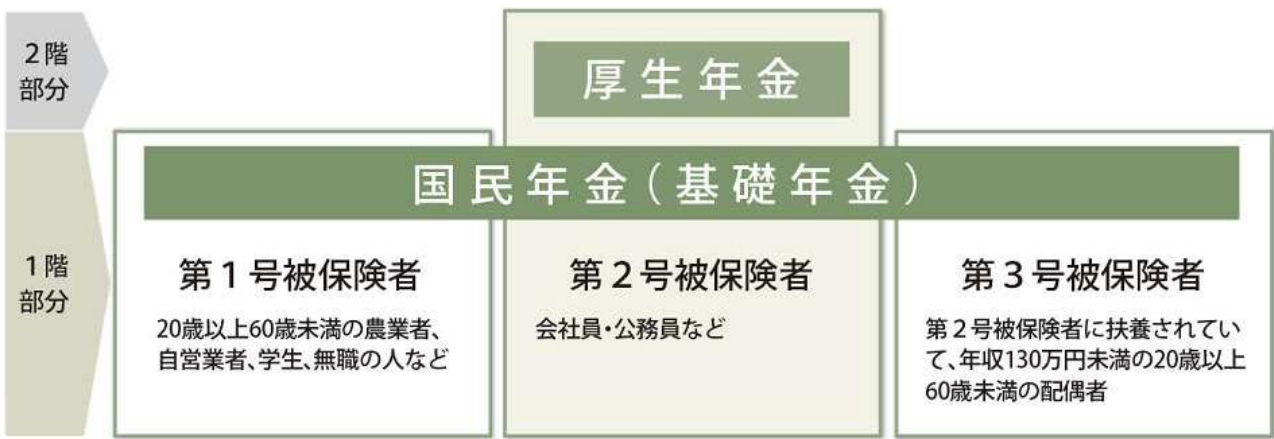 2階
部分
厚生年金
国民年金(基礎年金)
1階
部分
第1号被保険者
20歳以上60歳未満の農業者、
自営業者、学生、無職の人など
第2号被保険者
会社員・公務員など
第3号被保険者
第2号被保険者に扶養されてい
て、年収130万円未満の20歳以上
60歳未満の配偶者